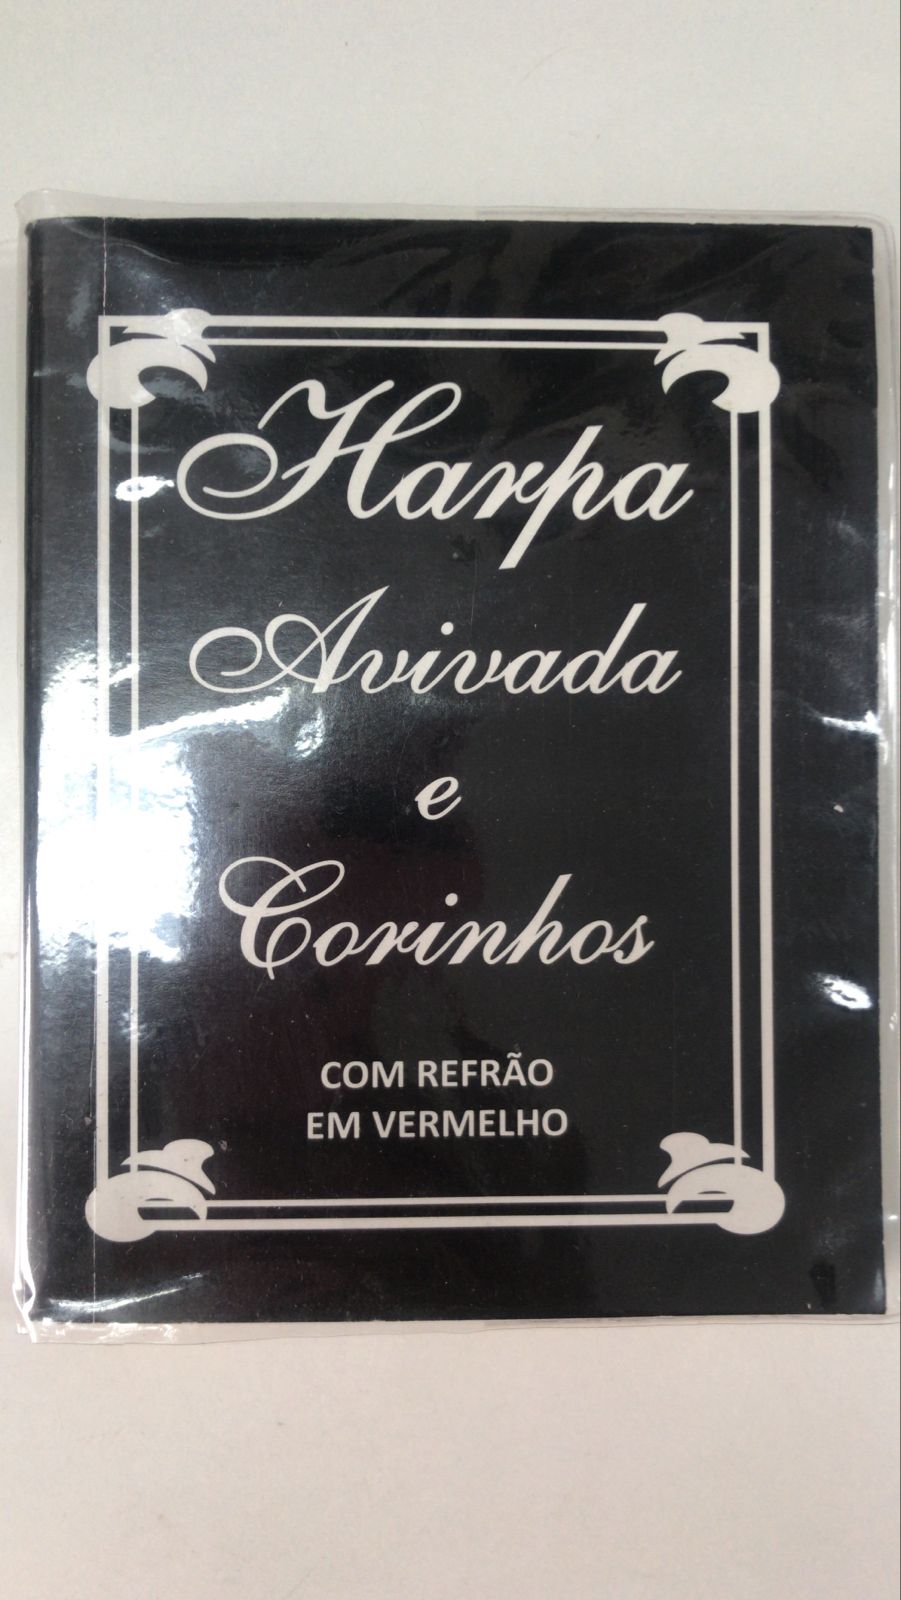 Harpa
Avivada
e
Corinhos
COM REFRÃO
EM VERMELHO